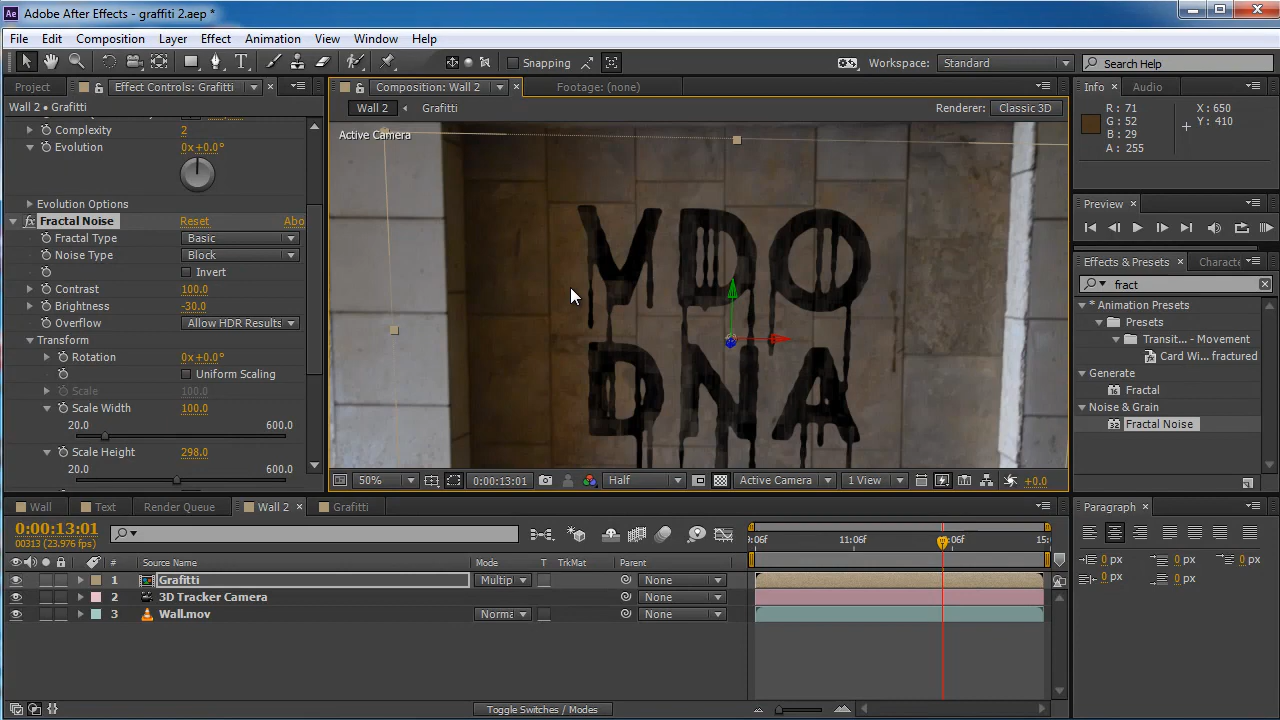 Adobe After Effects - graffiti 2.aep *
File Edit Composition Layer Effect Animation View Window Help
Snapping Workspace: Standard Search Help
Project Effect Controls: Grafitti Composition: Wall 2 Footage: (none) Info Audio
Wall 2 • Grafitti
Wall 2 Grafitti Renderer: Classic 3D
R: 71 X: 650
G: 52 Y: 410
B: 29
A: 255
Complexity 2
Evolution 0x+0.0°
Evolution Options
Fractal Noise Reset Abo
Fractal Type Basic
Noise Type Block
Invert
Contrast 100.0
Brightness -30.0
Overflow Allow HDR Results
Transform
Rotation 0x+0.0°
Uniform Scaling
Scale 100.0
Scale Width 100.0
20.0 600.0
Scale Height 298.0
20.0 600.0
Active Camera
VDO
DNA
50% 0:00:13:01 Half Active Camera 1 View +0.0
Preview
Effects & Presets Characte
fract
* Animation Presets
Presets
Transit... - Movement
Card Wi... fractured
Generate
Fractal
Noise & Grain
Fractal Noise
Wall Text Render Queue Wall 2 Grafitti
0:00:13:01
00313 (23.976 fps)
# Source Name Mode T TrkMat Parent
1 Grafitti Multip None
2 3D Tracker Camera None
3 Wall.mov Norma None
11:06f 15:0
Toggle Switches / Modes
Paragraph
0 px 0 px 0 px
0 px 0 px